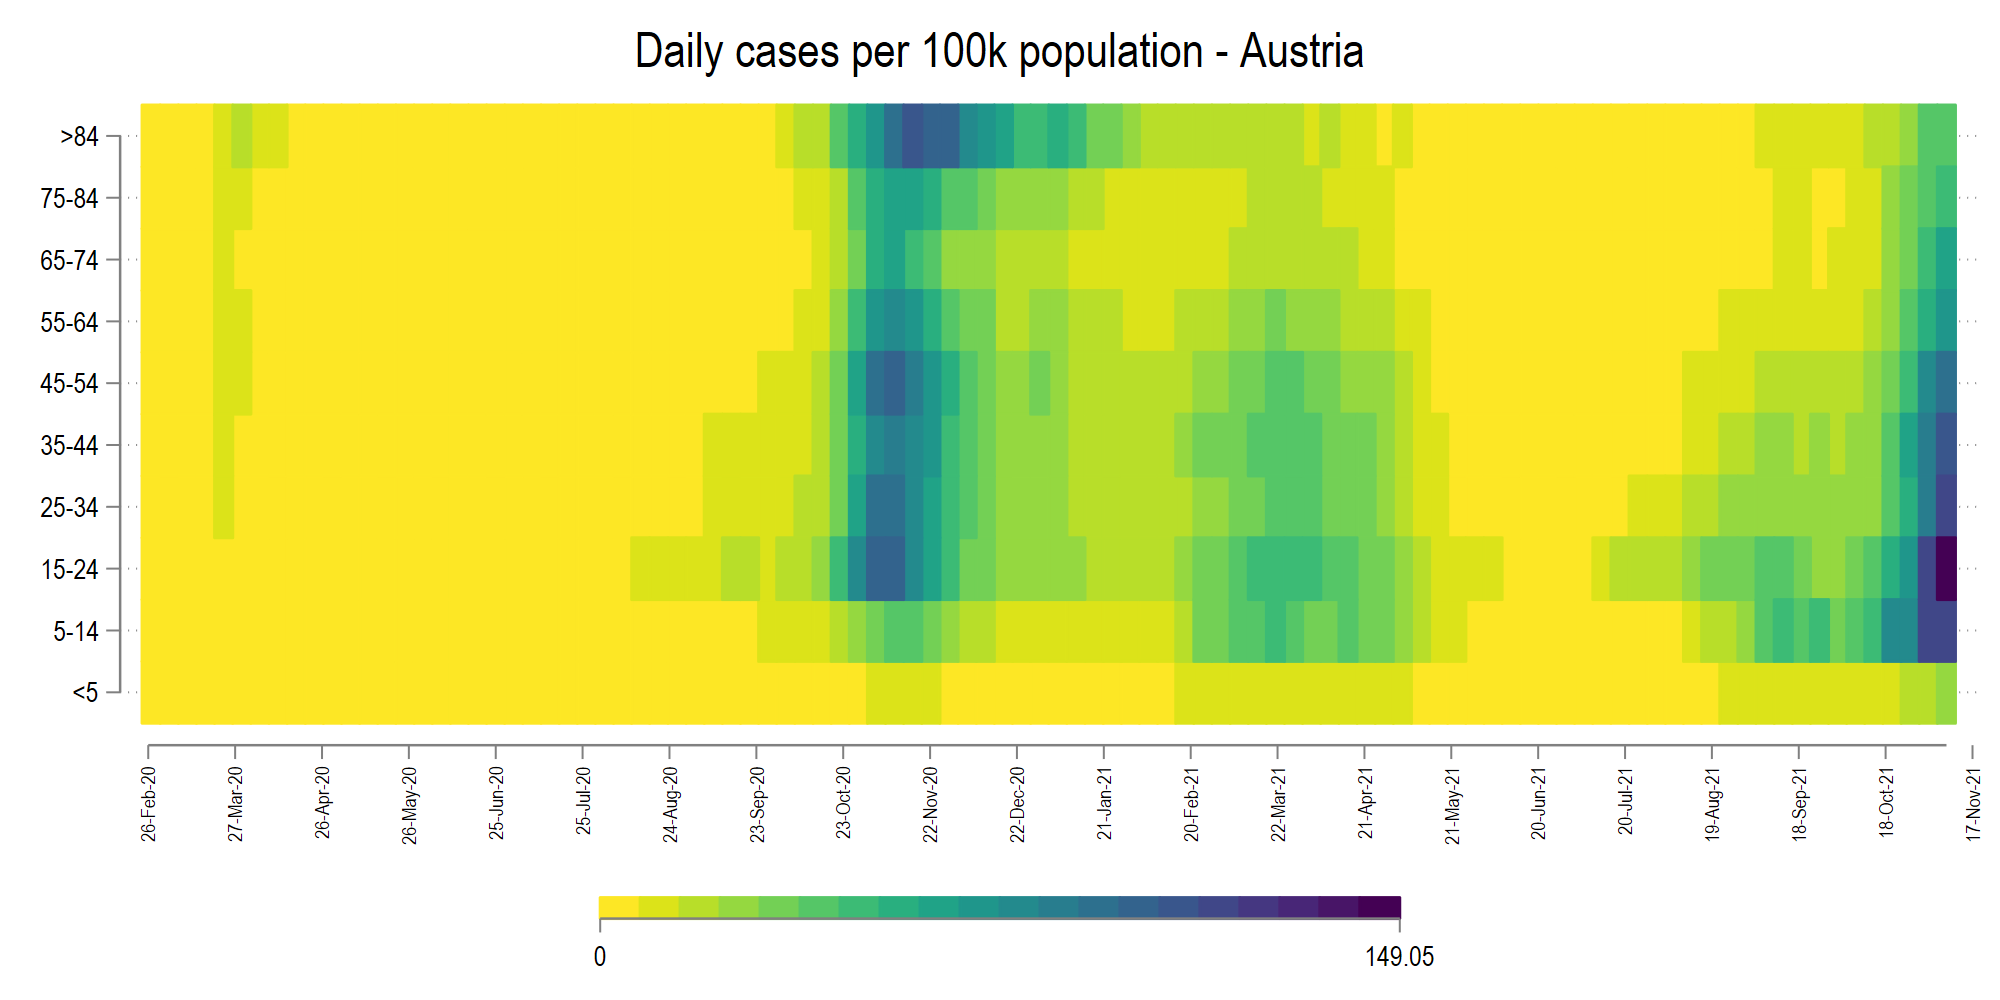 Daily cases per 100k population - Austria
>84
75-84
65-74
55-64
45-54
35-44
25-34
15-24
5-14
<5
26-Feb-20
27-Mar-20
26-Apr-20
26-May-20
25-Jun-20
25-Jul-20
24-Aug-20
23-Sep-20
23-Oct-20
22-Nov-20
22-Dec-20
21-Jan-21
20-Feb-21
22-Mar-21
21-Apr-21
21-May-21
20-Jun-21
20-Jul-21
19-Aug-21
18-Sep-21
18-Oct-21
17-Nov-21
0
149.05